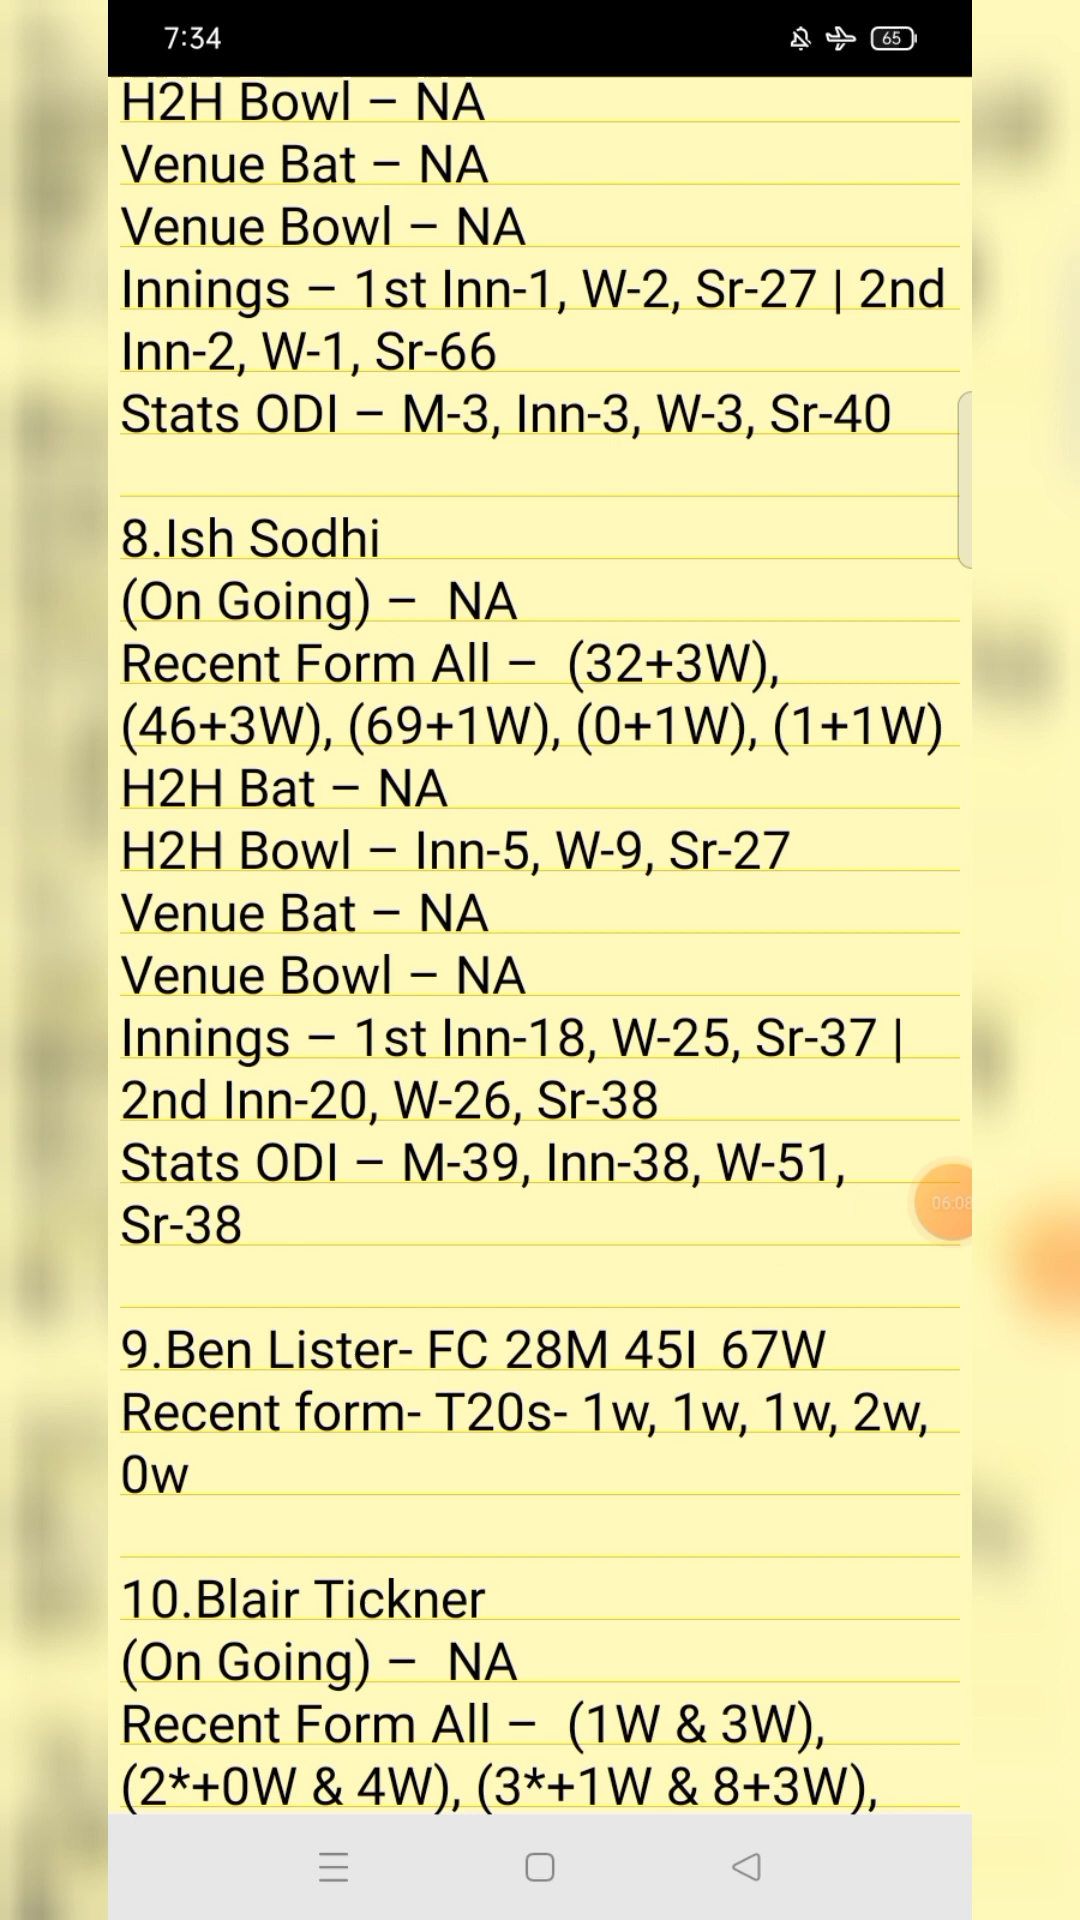 7:34
65
H2H Bowl – NA
Venue Bat – NA
Venue Bowl – NA
Innings – 1st Inn-1, W-2, Sr-27 | 2nd
Inn-2, W-1, Sr-66
Stats ODI – M-3, Inn-3, W-3, Sr-40
8.Ish Sodhi
(On Going) –  NA
Recent Form All –  (32+3W),
(46+3W), (69+1W), (0+1W), (1+1W)
H2H Bat – NA
H2H Bowl – Inn-5, W-9, Sr-27
Venue Bat – NA
Venue Bowl – NA
Innings – 1st Inn-18, W-25, Sr-37 |
2nd Inn-20, W-26, Sr-38
Stats ODI – M-39, Inn-38, W-51,
Sr-38
06:08
9.Ben Lister- FC 28M 45I  67W
Recent form- T20s- 1w, 1w, 1w, 2w,
0w
10.Blair Tickner
(On Going) –  NA
Recent Form All –  (1W & 3W),
(2*+0W & 4W), (3*+1W & 8+3W),